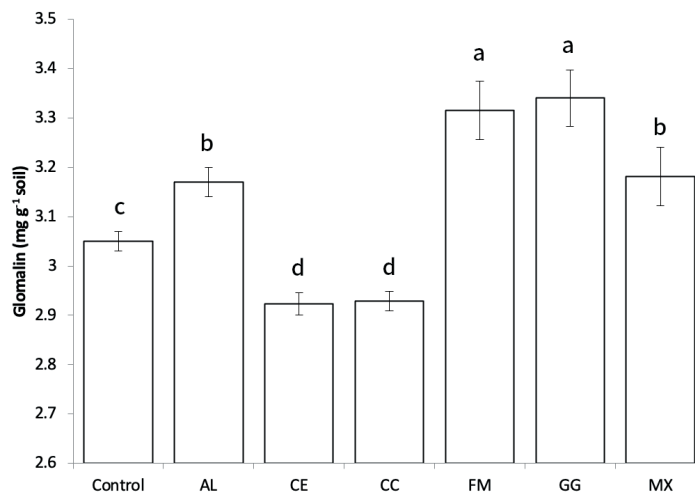 3.5
3.4
3.3
3.2
3.1
3
2.9
2.8
2.7
2.6
Glomalin (mg g⁻¹ soil)
c
b
d
d
a
a
b
Control AL CE CC FM GG MX